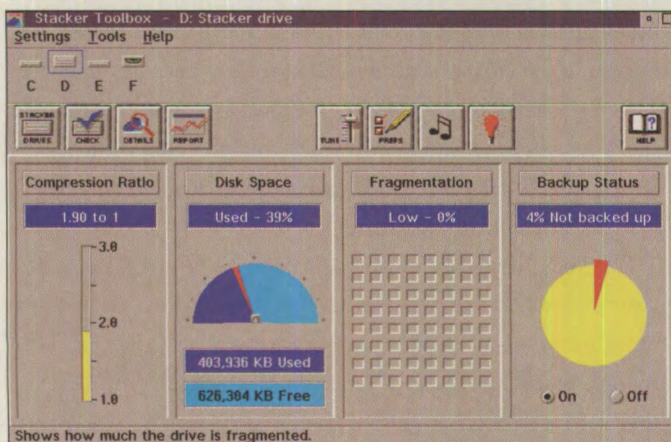 Stacker Toolbox - D: Stacker drive
Settings Tools Help
C D E F
STACKER DRIVES CHECK DETAILS REPORT TUNE PREFS HELP
Compression Ratio Disk Space Fragmentation Backup Status
1.90 to 1 Used - 39% Low - 0% 4% Not backed up
3.0
2.0
1.0
403,936 KB Used
626,304 KB Free
On Off
Shows how much the drive is fragmented.